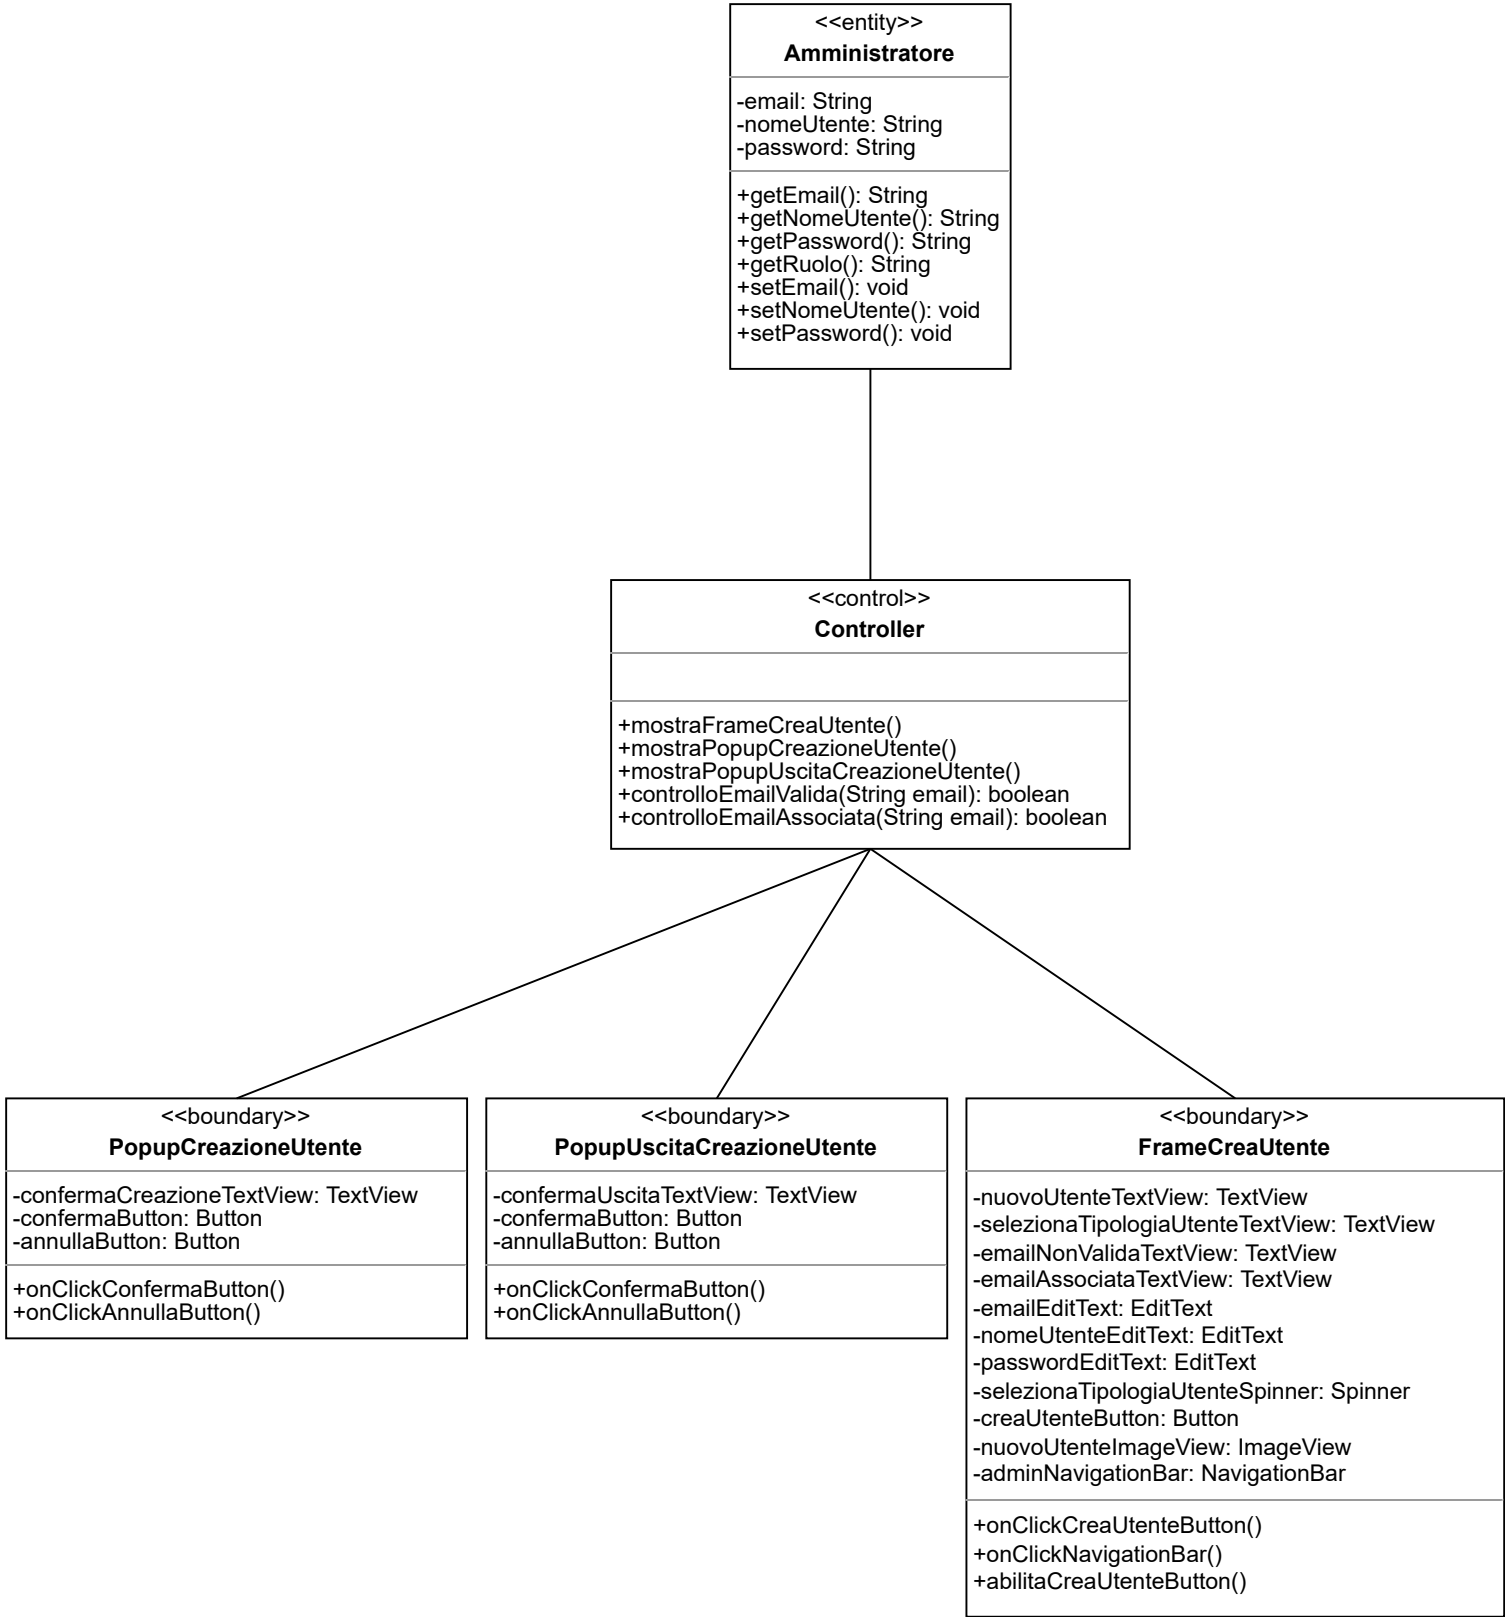 <<entity>>
Amministratore
-email: String
-nomeUtente: String
-password: String
+getEmail(): String
+getNomeUtente(): String
+getPassword(): String
+getRuolo(): String
+setEmail(): void
+setNomeUtente(): void
+setPassword(): void
<<control>>
Controller
+mostraFrameCreaUtente()
+mostraPopupCreazioneUtente()
+mostraPopupUscitaCreazioneUtente()
+controlloEmailValida(String email): boolean
+controlloEmailAssociata(String email): boolean
<<boundary>>
PopupCreazioneUtente
-confermaCreazioneTextView: TextView
-confermaButton: Button
-annullaButton: Button
+onClickConfermaButton()
+onClickAnnullaButton()
<<boundary>>
PopupUscitaCreazioneUtente
-confermaUscitaTextView: TextView
-confermaButton: Button
-annullaButton: Button
+onClickConfermaButton()
+onClickAnnullaButton()
<<boundary>>
FrameCreaUtente
-nuovoUtenteTextView: TextView
-selezionaTipologiaUtenteTextView: TextView
-emailNonValidaTextView: TextView
-emailAssociataTextView: TextView
-emailEditText: EditText
-nomeUtenteEditText: EditText
-passwordEditText: EditText
-selezionaTipologiaUtenteSpinner: Spinner
-creaUtenteButton: Button
-nuovoUtenteImageView: ImageView
-adminNavigationBar: NavigationBar
+onClickCreaUtenteButton()
+onClickNavigationBar()
+abilitaCreaUtenteButton()